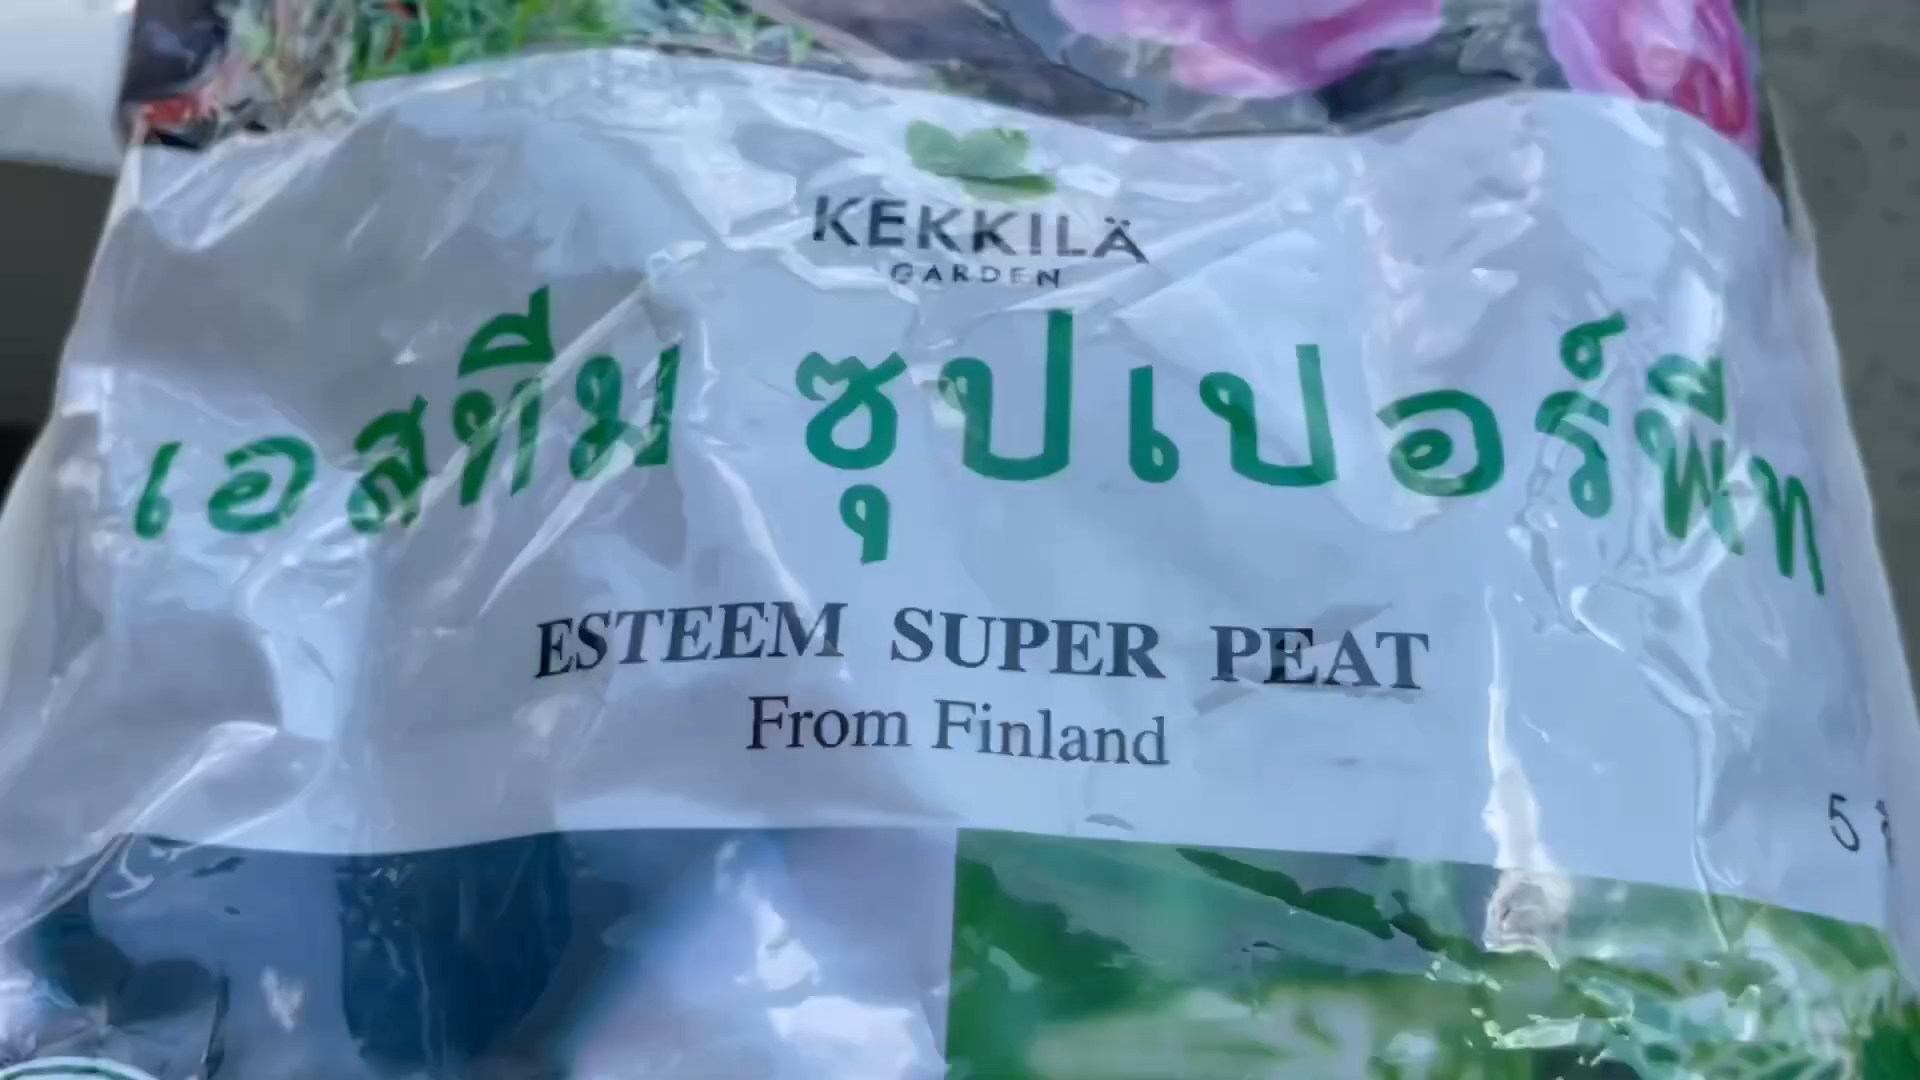 KEKKILÄ
GARDEN
เอสทีม ซุปเปอร์พีท
ESTEEM SUPER PEAT
From Finland
5